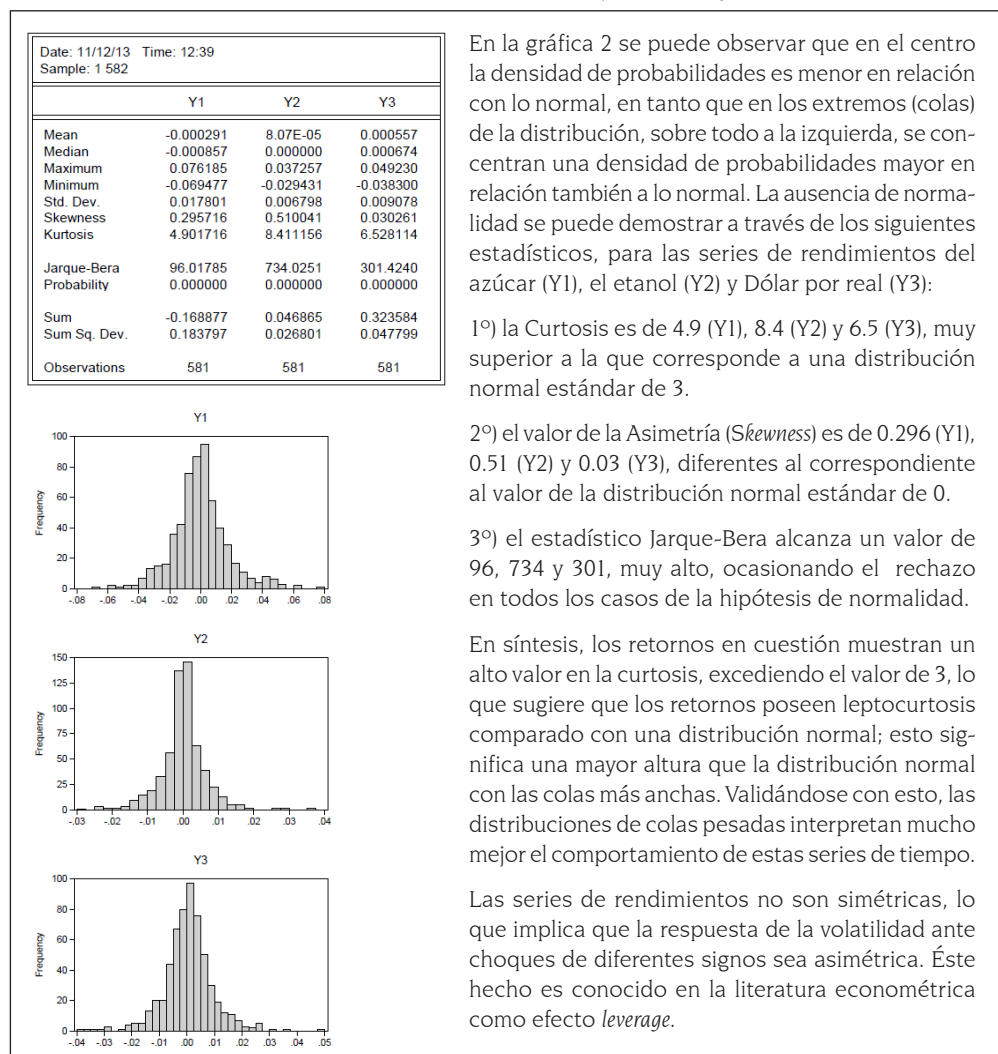 Date: 11/12/13 Time: 12:39
Sample: 1 582
Y1 Y2 Y3
Mean -0.000291 8.07E-05 0.000557
Median -0.000857 0.000000 0.000674
Maximum 0.076185 0.037257 0.049230
Minimum -0.069477 -0.029431 -0.038300
Std. Dev. 0.017801 0.006798 0.009078
Skewness 0.295716 0.510041 0.030261
Kurtosis 4.901716 8.411156 6.528114
Jarque-Bera 96.01785 734.0251 301.4240
Probability 0.000000 0.000000 0.000000
Sum -0.168877 0.046865 0.323584
Sum Sq. Dev. 0.183797 0.026801 0.047799
Observations 581 581 581
Y1
Frequency
100
80
60
40
20
0
-.08 -.06 -.04 -.02 .00 .02 .04 .06 .08
Y2
Frequency
150
125
100
75
50
25
0
-.03 -.02 -.01 .00 .01 .02 .03 .04
Y3
Frequency
100
80
60
40
20
0
-.04 -.03 -.02 -.01 .00 .01 .02 .03 .04 .05
En la gráfica 2 se puede observar que en el centro
la densidad de probabilidades es menor en relación
con lo normal, en tanto que en los extremos (colas)
de la distribución, sobre todo a la izquierda, se con-
centran una densidad de probabilidades mayor en
relación también a lo normal. La ausencia de norma-
lidad se puede demostrar a través de los siguientes
estadísticos, para las series de rendimientos del
azúcar (Y1), el etanol (Y2) y Dólar por real (Y3):
1º) la Curtosis es de 4.9 (Y1), 8.4 (Y2) y 6.5 (Y3), muy
superior a la que corresponde a una distribución
normal estándar de 3.
2º) el valor de la Asimetría (Skewness) es de 0.296 (Y1),
0.51 (Y2) y 0.03 (Y3), diferentes al correspondiente
al valor de la distribución normal estándar de 0.
3º) el estadístico Jarque-Bera alcanza un valor de
96, 734 y 301, muy alto, ocasionando el rechazo
en todos los casos de la hipótesis de normalidad.
En síntesis, los retornos en cuestión muestran un
alto valor en la curtosis, excediendo el valor de 3, lo
que sugiere que los retornos poseen leptocurtosis
comparado con una distribución normal; esto sig-
nifica una mayor altura que la distribución normal
con las colas más anchas. Validándose con esto, las
distribuciones de colas pesadas interpretan mucho
mejor el comportamiento de estas series de tiempo.
Las series de rendimientos no son simétricas, lo
que implica que la respuesta de la volatilidad ante
choques de diferentes signos sea asimétrica. Éste
hecho es conocido en la literatura econométrica
como efecto leverage.